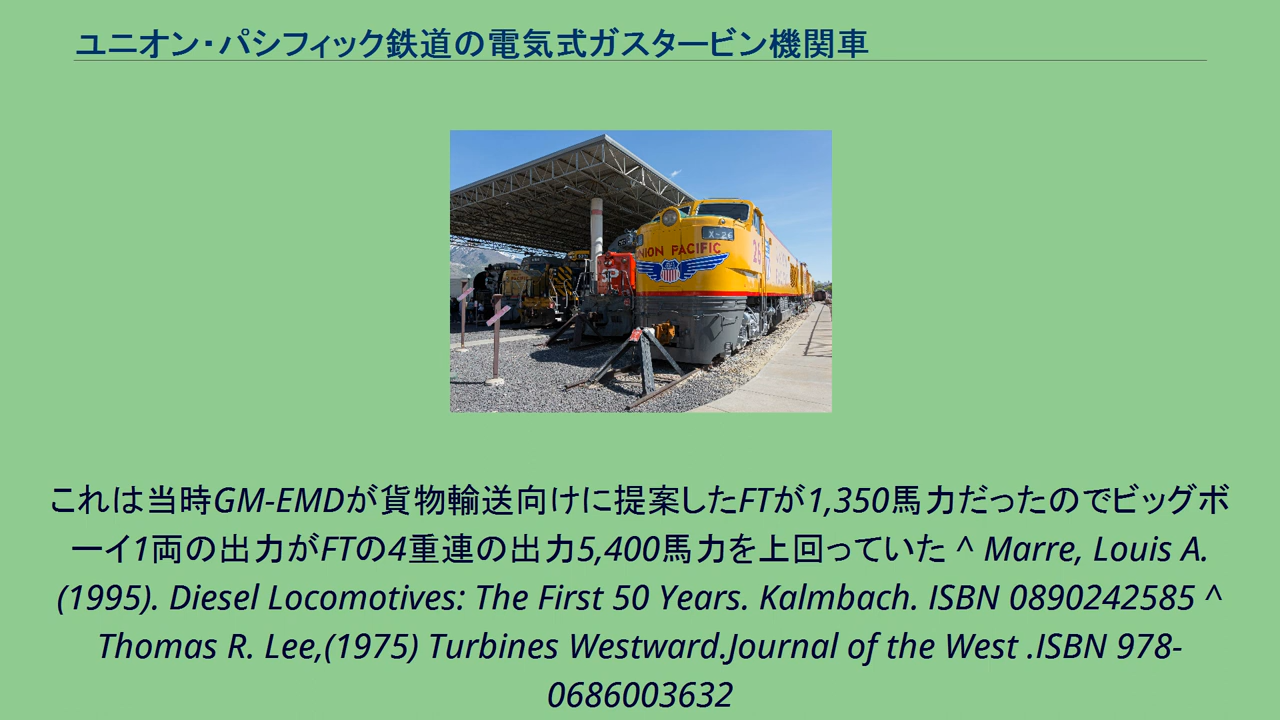 ユニオン・パシフィック鉄道の電気式ガスタービン機関車
X-26
UNION PACIFIC
26
これは当時GM-EMDが貨物輸送向けに提案したFTが1,350馬力だったのでビッグボ
ーイ1両の出力がFTの4重連の出力5,400馬力を上回っていた ^ Marre, Louis A.
(1995). Diesel Locomotives: The First 50 Years. Kalmbach. ISBN 0890242585 ^
Thomas R. Lee,(1975) Turbines Westward.Journal of the West .ISBN 978-
0686003632